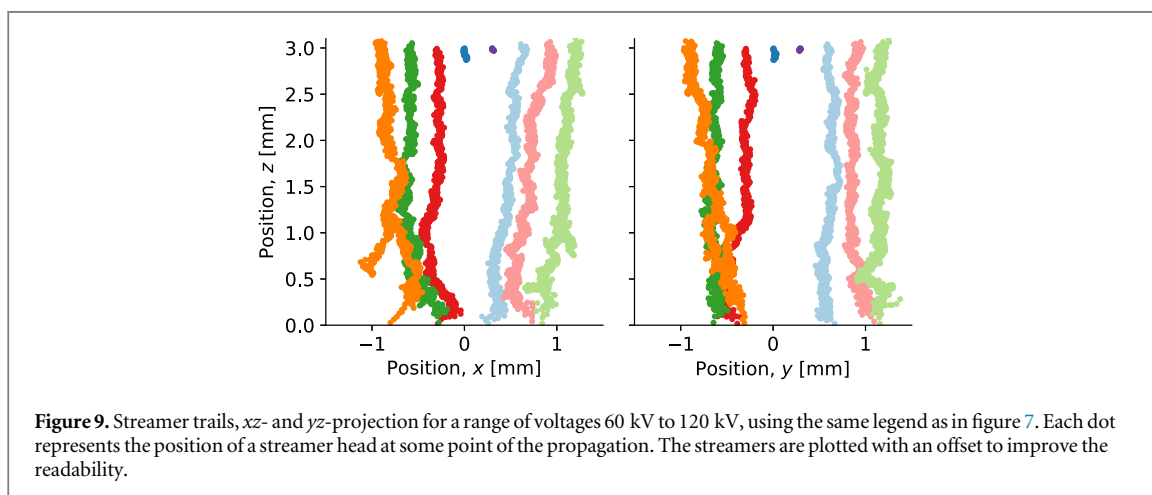 3.0
2.5
2.0
1.5
1.0
0.5
0.0
Position, z [mm]
−1 0 1
Position, x [mm]
−1 0 1
Position, y [mm]
Figure 9. Streamer trails, xz- and yz-projection for a range of voltages 60 kV to 120 kV, using the same legend as in figure 7. Each dot
represents the position of a streamer head at some point of the propagation. The streamers are plotted with an offset to improve the
readability.